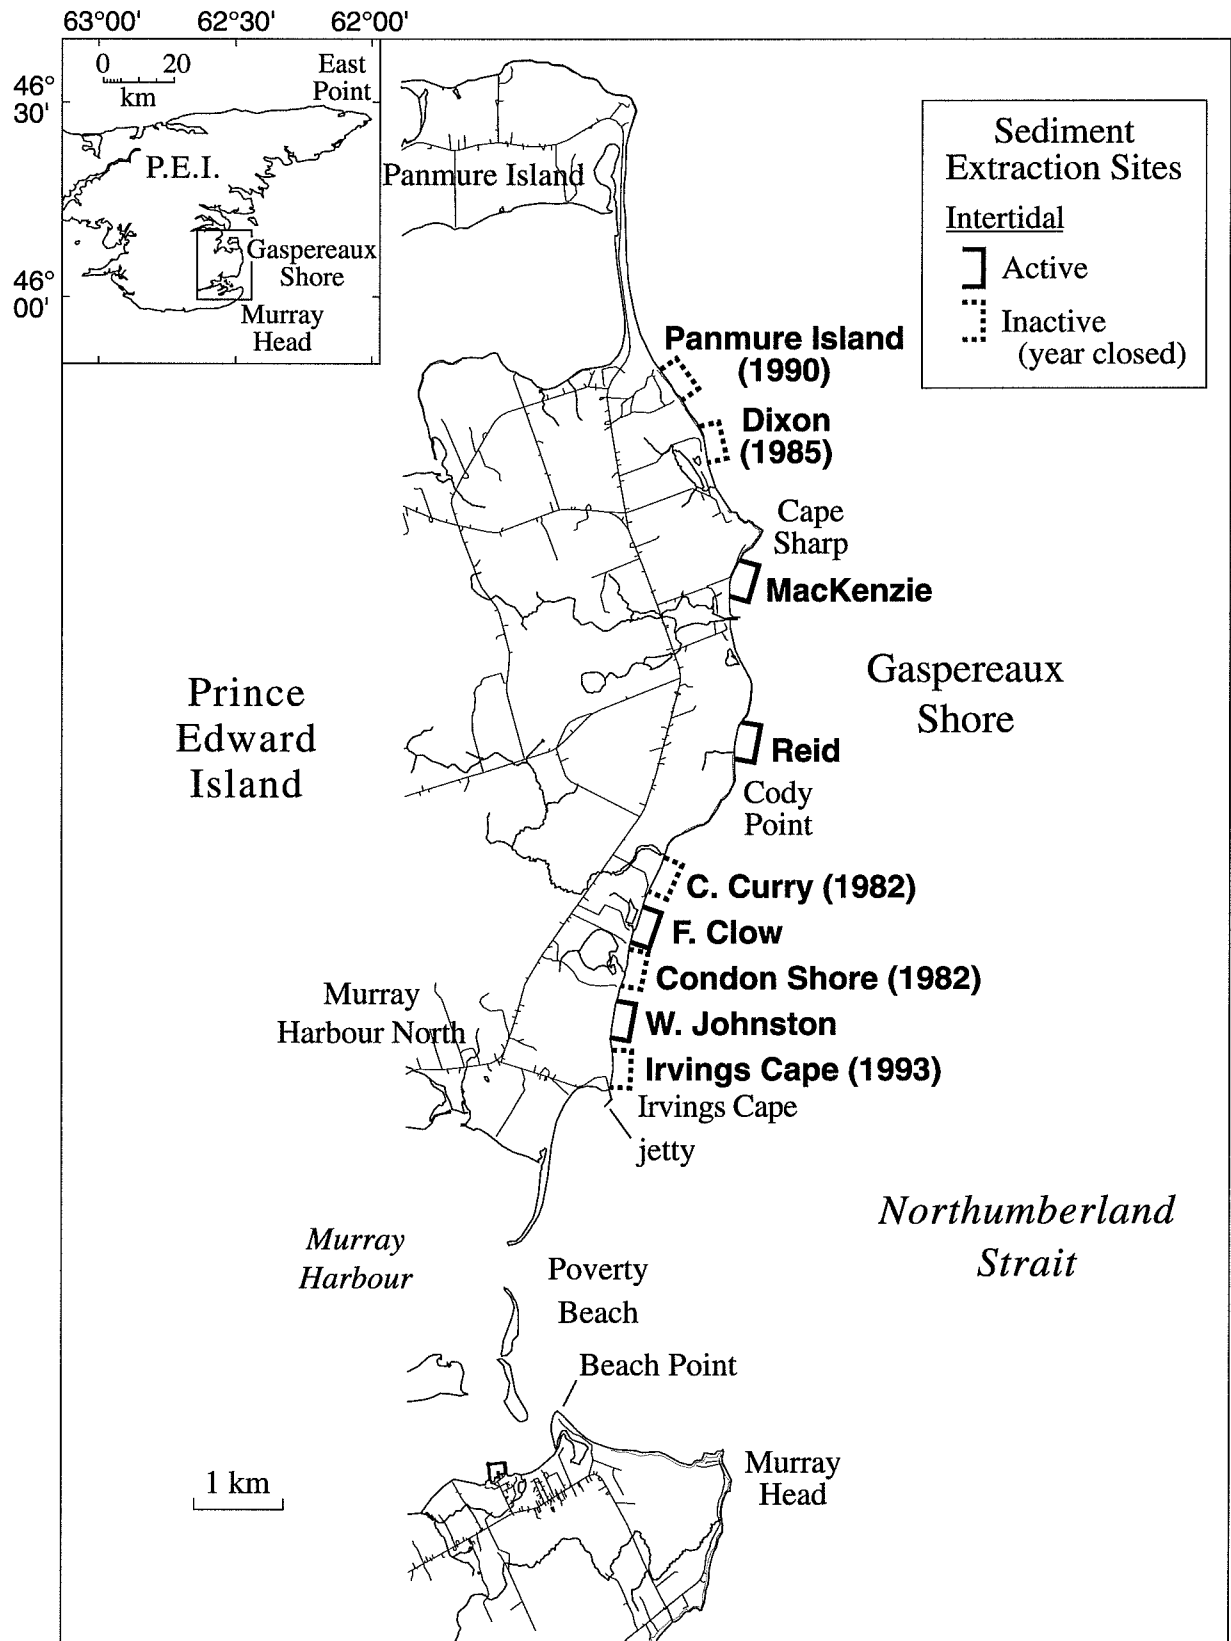 63°00' 62°30' 62°00'
0 20
km
East
Point
46°
30'
P.E.I.
Gaspereaux
Shore
46°
00'
Murray
Head
Panmure Island
Sediment
Extraction Sites
Intertidal
Active
Inactive
(year closed)
Panmure Island
(1990)
Dixon
(1985)
Cape
Sharp
MacKenzie
Gaspereaux
Shore
Prince
Edward
Island
Reid
Cody
Point
C. Curry (1982)
F. Clow
Condon Shore (1982)
Murray
Harbour North
W. Johnston
Irvings Cape (1993)
Irvings Cape
jetty
Northumberland
Strait
Murray
Harbour
Poverty
Beach
Beach Point
Murray
Head
1 km